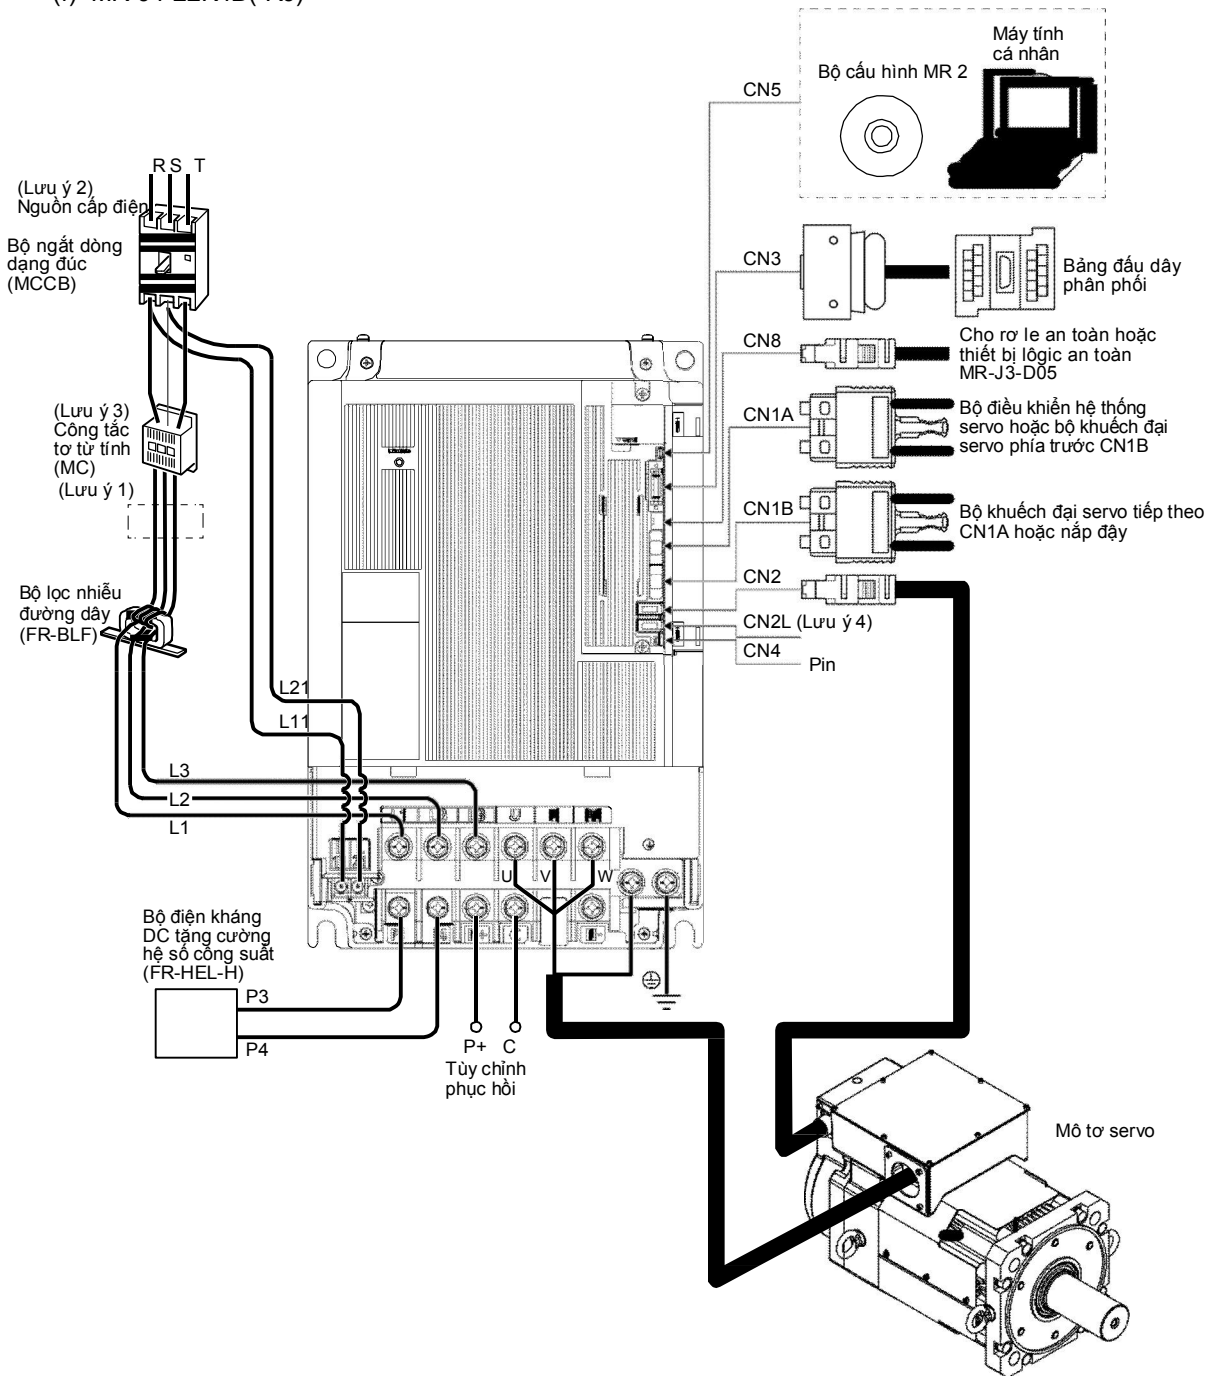 Máy tính
cá nhân
Bộ cấu hình MR 2
CN5
R S T
(Lưu ý 2)
Nguồn cấp điện
Bộ ngắt dòng
dạng đúc
(MCCB)
CN3
Bảng đấu dây
phân phối
CN8
Cho rơ le an toàn hoặc
thiết bị lôgic an toàn
MR-J3-D05
(Lưu ý 3)
Công tắc
tơ từ tính
(MC)
(Lưu ý 1)
CN1A
Bộ điều khiển hệ thống
servo hoặc bộ khuếch đại
servo phía trước CN1B
CN1B
Bộ khuếch đại servo tiếp theo
CN1A hoặc nắp đậy
Bộ lọc nhiễu
đường dây
(FR-BLF)
CN2
CN2L (Lưu ý 4)
CN4
Pin
L21
L11
L3
L2
L1
U V W
Bộ điện kháng
DC tăng cường
hệ số công suất
(FR-HEL-H)
P3
P4
P+ C
Tùy chỉnh
phục hồi
Mô tơ servo